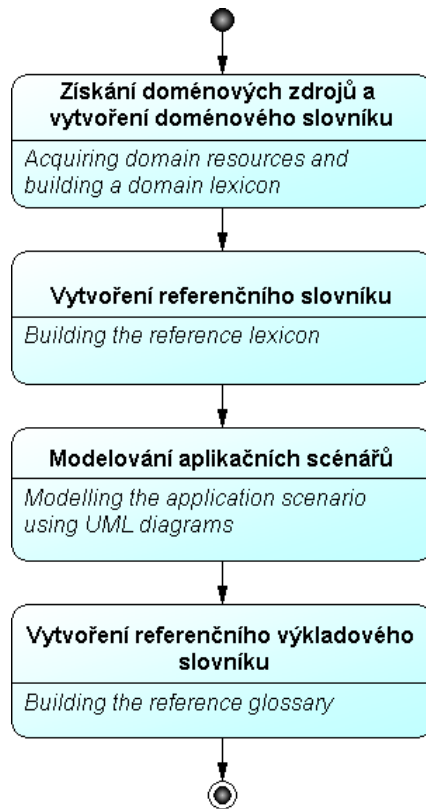 Získání doménových zdrojů a
vytvoření doménového slovníku
Acquiring domain resources and
building a domain lexicon
Vytvoření referenčního slovníku
Building the reference lexicon
Modelování aplikačních scénářů
Modelling the application scenario
using UML diagrams
Vytvoření referenčního výkladového
slovníku
Building the reference glossary